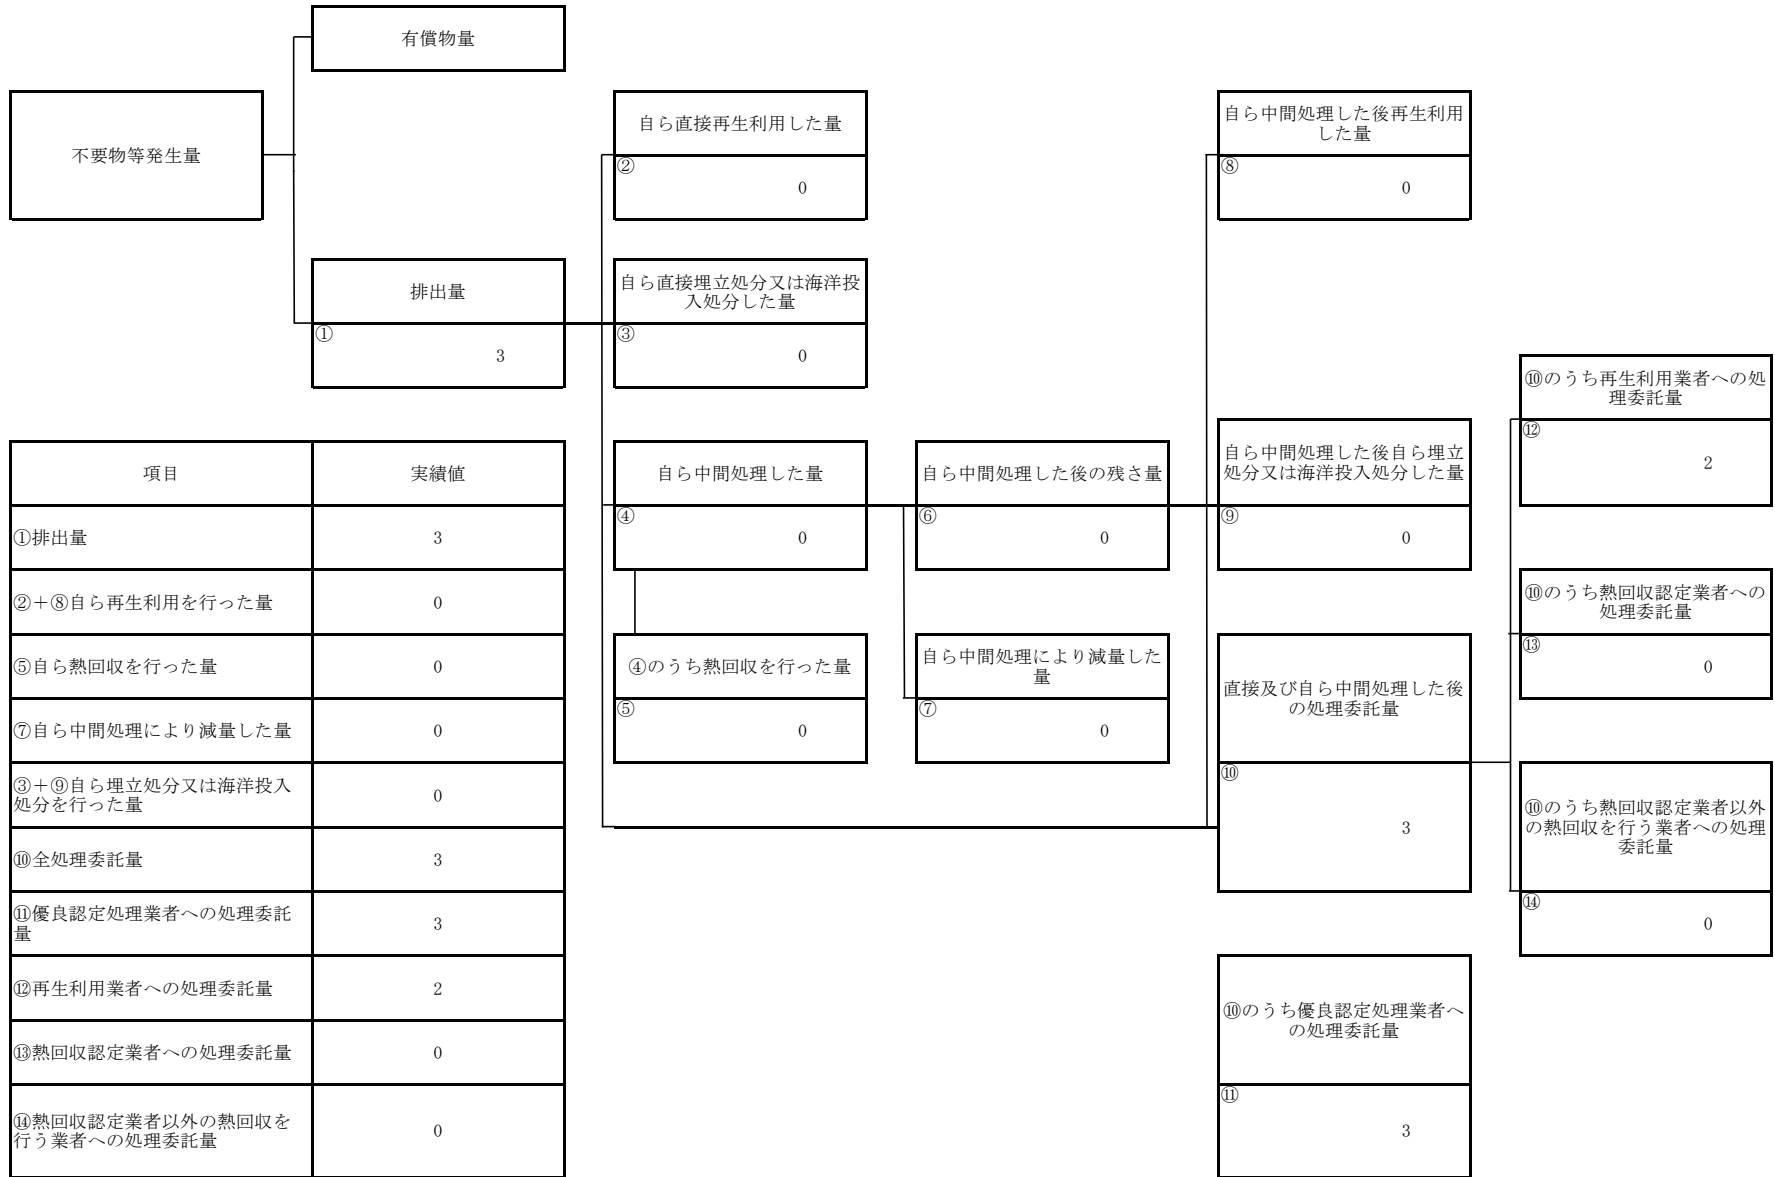 有償物量
不要物等発生量
自ら直接再生利用した量
②
0
自ら中間処理した後再生利用
した量
⑧
0
排出量
①
3
自ら直接埋立処分又は海洋投
入処分した量
③
0
自ら中間処理した量
④
0
自ら中間処理した後の残さ量
⑥
0
自ら中間処理した後自ら埋立
処分又は海洋投入処分した量
⑨
0
⑩のうち再生利用業者への処
理委託量
⑫
2
④のうち熱回収を行った量
⑤
0
自ら中間処理により減量した
量
⑦
0
直接及び自ら中間処理した後
の処理委託量
⑩
3
⑩のうち熱回収認定業者への
処理委託量
⑬
0
⑩のうち熱回収認定業者以外
の熱回収を行う業者への処理
委託量
⑭
0
⑩のうち優良認定処理業者へ
の処理委託量
⑪
3
項目 実績値
①排出量 3
②+⑧自ら再生利用を行った量 0
⑤自ら熱回収を行った量 0
⑦自ら中間処理により減量した量 0
③+⑨自ら埋立処分又は海洋投入
処分を行った量 0
⑩全処理委託量 3
⑪優良認定処理業者への処理委託
量 3
⑫再生利用業者への処理委託量 2
⑬熱回収認定業者への処理委託量 0
⑭熱回収認定業者以外の熱回収を
行う業者への処理委託量 0